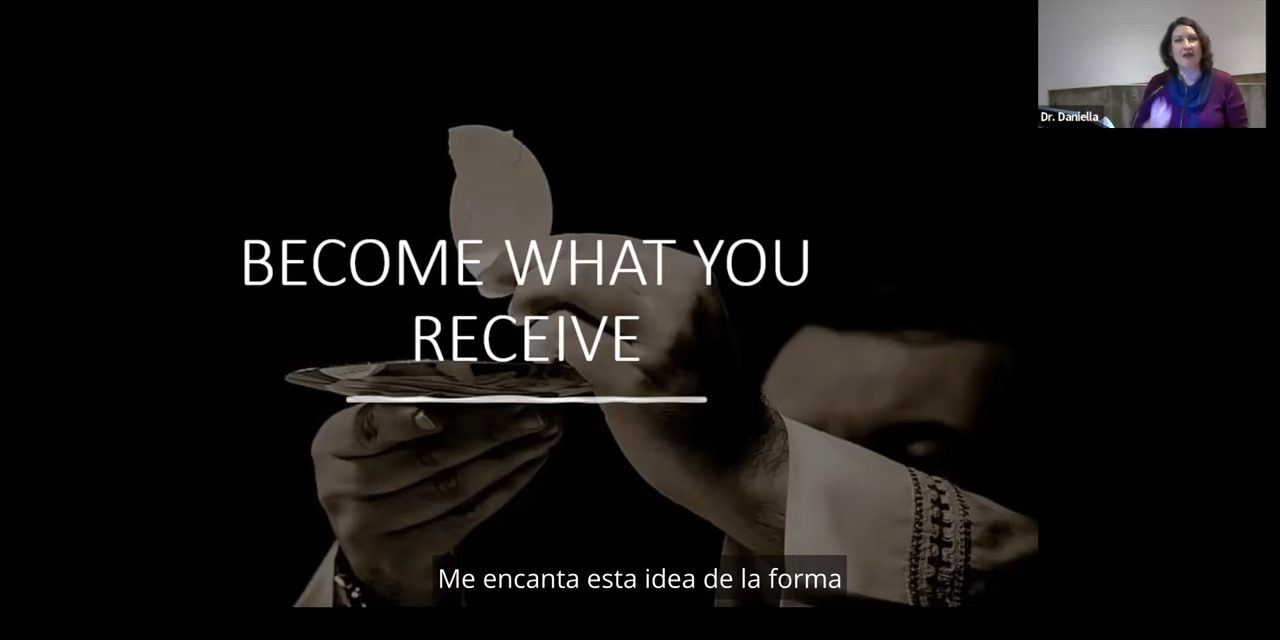 Dr. Daniella
BECOME WHAT YOU
RECEIVE
Me encanta esta idea de la forma